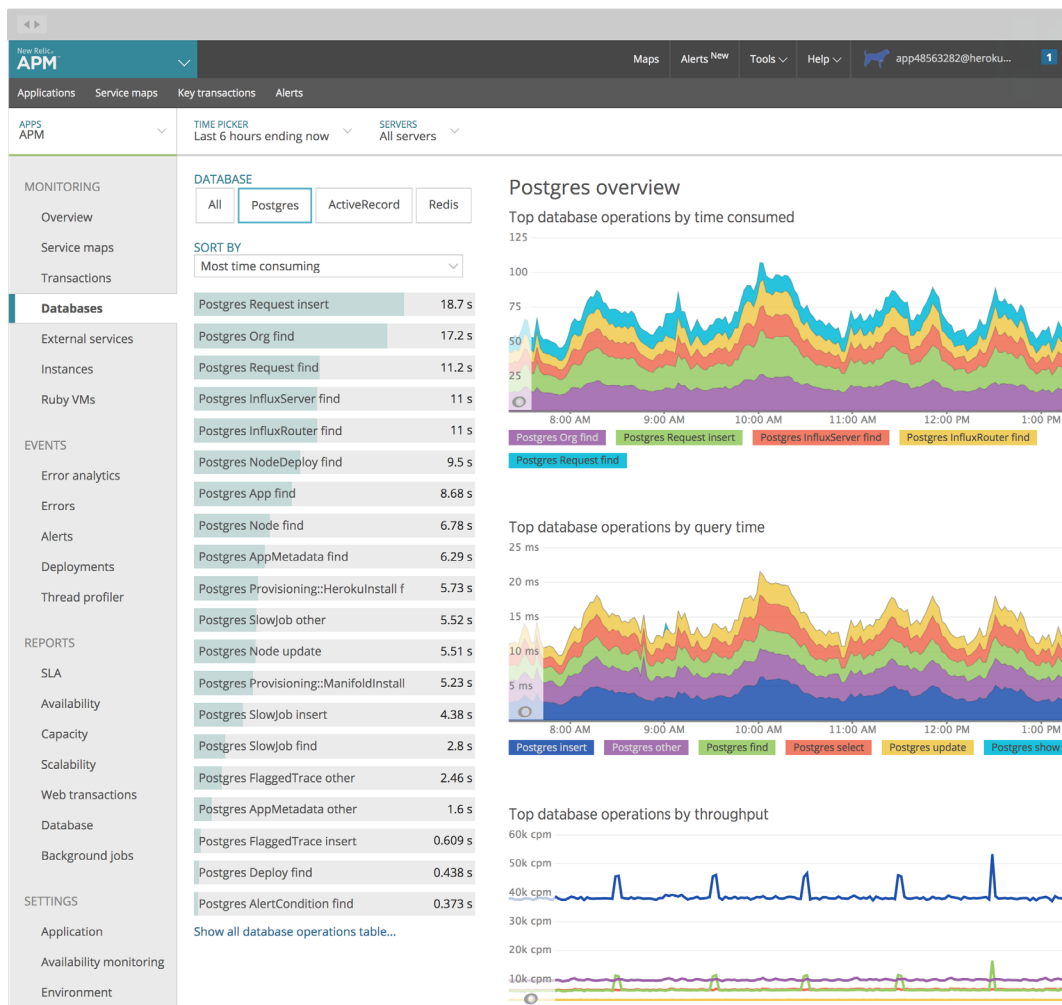 New Relic.
APM™
Maps
Alerts New
Tools
Help
app48563282@heroku...
1
Applications
Service maps
Key transactions
Alerts
APPS
APM
TIME PICKER
Last 6 hours ending now
SERVERS
All servers
MONITORING
Overview
Service maps
Transactions
Databases
External services
Instances
Ruby VMs
EVENTS
Error analytics
Errors
Alerts
Deployments
Thread profiler
REPORTS
SLA
Availability
Capacity
Scalability
Web transactions
Database
Background jobs
SETTINGS
Application
Availability monitoring
Environment
DATABASE
All
Postgres
ActiveRecord
Redis
SORT BY
Most time consuming
Postgres Request insert 18.7 s
Postgres Org find 17.2 s
Postgres Request find 11.2 s
Postgres InfluxServer find 11 s
Postgres InfluxRouter find 11 s
Postgres NodeDeploy find 9.5 s
Postgres App find 8.68 s
Postgres Node find 6.78 s
Postgres AppMetadata find 6.29 s
Postgres Provisioning::HerokuInstall f 5.73 s
Postgres SlowJob other 5.52 s
Postgres Node update 5.51 s
Postgres Provisioning::ManifoldInstall 5.23 s
Postgres SlowJob insert 4.38 s
Postgres SlowJob find 2.8 s
Postgres FlaggedTrace other 2.46 s
Postgres AppMetadata other 1.6 s
Postgres FlaggedTrace insert 0.609 s
Postgres Deploy find 0.438 s
Postgres AlertCondition find 0.373 s
Show all database operations table...
Postgres overview
Top database operations by time consumed
125
100
75
50
25
8:00 AM 9:00 AM 10:00 AM 11:00 AM 12:00 PM 1:00 PM
Postgres Org find
Postgres Request insert
Postgres InfluxServer find
Postgres InfluxRouter find
Postgres Request find
Top database operations by query time
25 ms
20 ms
15 ms
10 ms
5 ms
8:00 AM 9:00 AM 10:00 AM 11:00 AM 12:00 PM 1:00 PM
Postgres insert
Postgres other
Postgres find
Postgres select
Postgres update
Postgres show
Top database operations by throughput
60k cpm
50k cpm
40k cpm
30k cpm
20k cpm
10k cpm